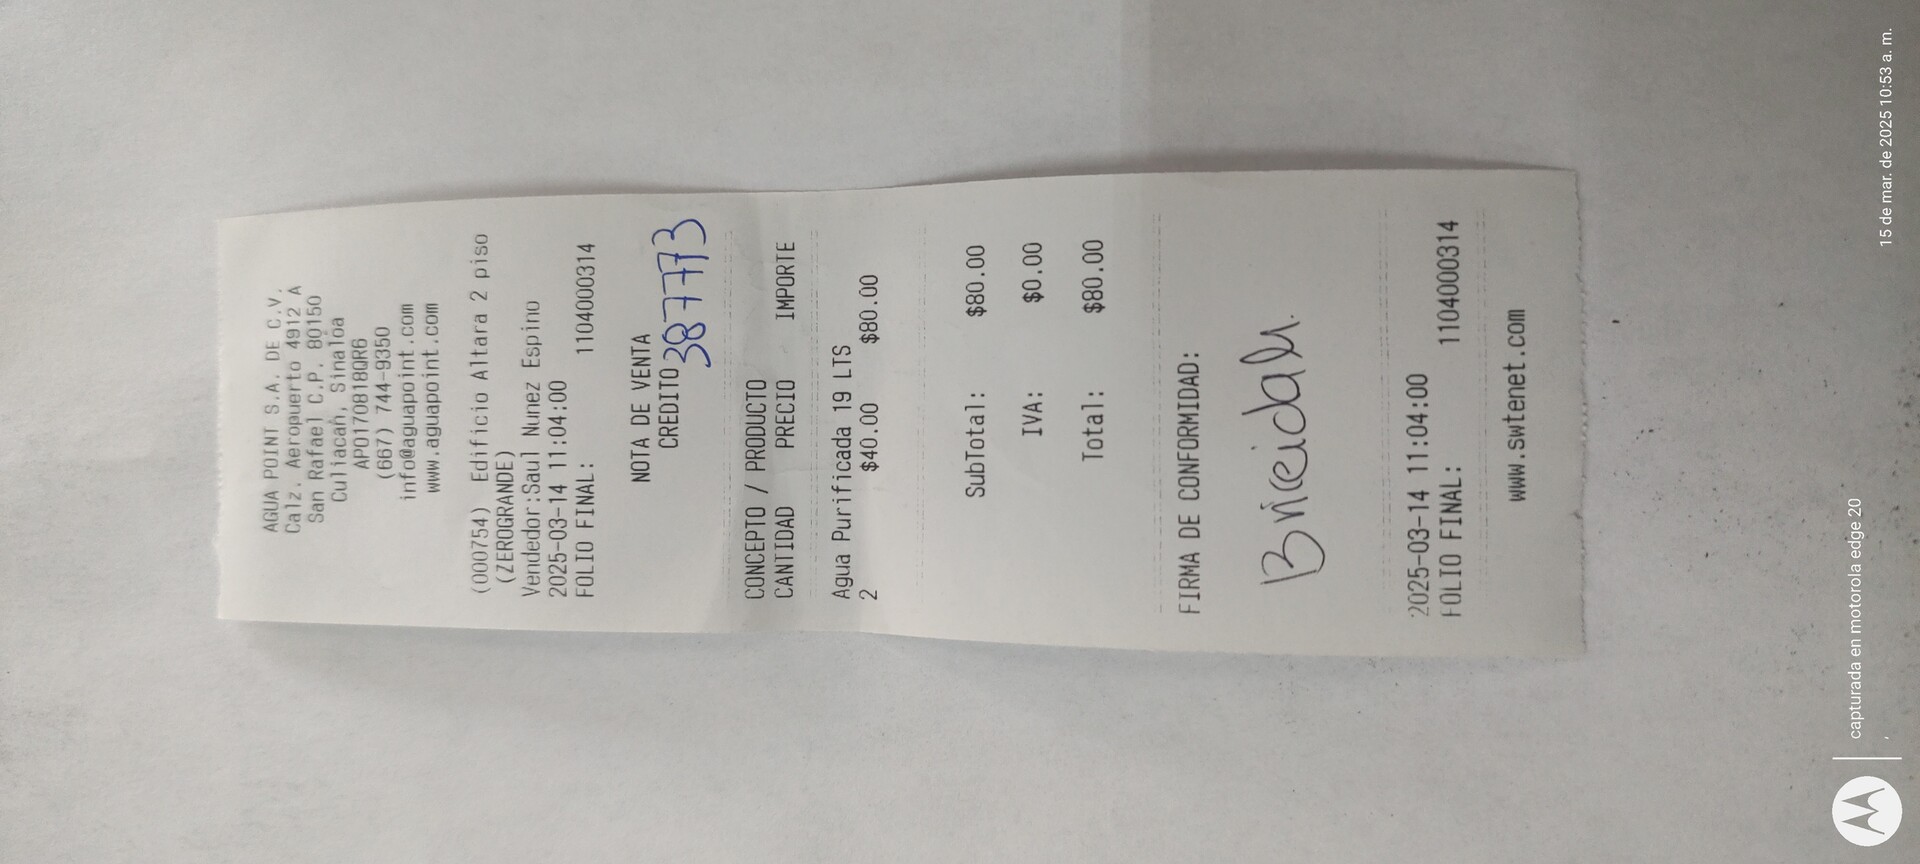 AGUA POINT S.A. DE C.V.
Calz. Aeropuerto 4912 A
San Rafael C.P. 80150
Culiacan, Sinaloa
APO170818QR6
(667) 744-9350
info@aguapoint.com
www.aguapoint.com
(000754) Edificio Altara 2 piso
(ZEROGRANDE)
Vendedor:Saul Nunez Espino
2025-03-14 11:04:00
FOLIO FINAL: 1104000314
NOTA DE VENTA
CREDITO 387773
CONCEPTO / PRODUCTO
CANTIDAD PRECIO IMPORTE
Agua Purificada 19 LTS
2 $40.00 $80.00
SubTotal: $80.00
IVA: $0.00
Total: $80.00
FIRMA DE CONFORMIDAD:
Briceida
2025-03-14 11:04:00
FOLIO FINAL: 1104000314
www.swtenet.com
capturada en motorola edge 20
, 15 de mar. de 2025 10:53 a. m.